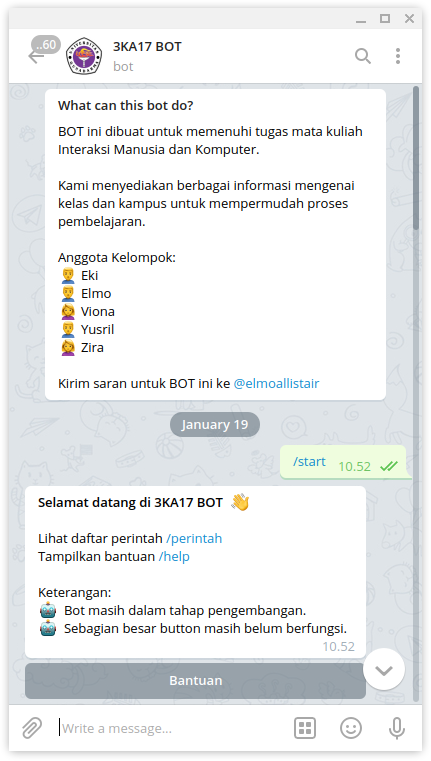 ..60
3KA17 BOT
bot
What can this bot do?
BOT ini dibuat untuk memenuhi tugas mata kuliah
Interaksi Manusia dan Komputer.
Kami menyediakan berbagai informasi mengenai
kelas dan kampus untuk mempermudah proses
pembelajaran.
Anggota Kelompok:
🤦‍♂️ Eki
🤦‍♂️ Elmo
🤦‍♀️ Viona
🤦‍♂️ Yusril
🤦‍♀️ Zira
Kirim saran untuk BOT ini ke @elmoallistair
January 19
/start 10.52
Selamat datang di 3KA17 BOT 👋
Lihat daftar perintah /perintah
Tampilkan bantuan /help
Keterangan:
🤖 Bot masih dalam tahap pengembangan.
🤖 Sebagian besar button masih belum berfungsi.
10.52
Bantuan
Write a message...